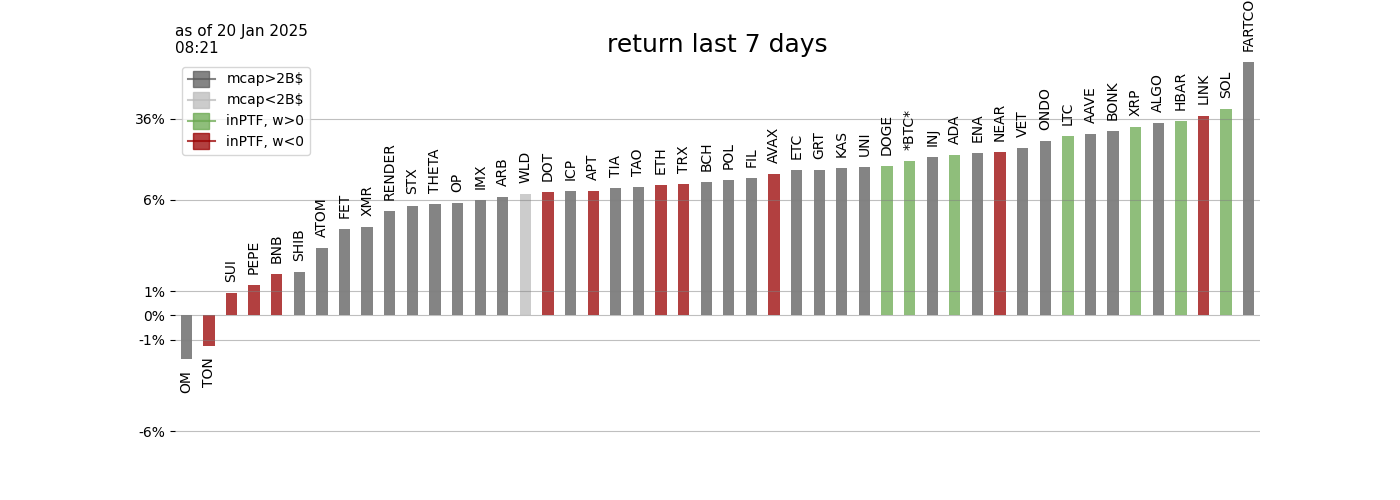 as of 20 Jan 2025
08:21
return last 7 days
mcap>2B$
mcap<2B$
inPTF, w>0
inPTF, w<0
36%
6%
1%
0%
-1%
-6%
OM
TON
SUI
PEPE
BNB
SHIB
ATOM
FET
XMR
RENDER
STX
THETA
OP
IMX
ARB
WLD
DOT
ICP
APT
TIA
TAO
ETH
TRX
BCH
POL
FIL
AVAX
ETC
GRT
KAS
UNI
DOGE
*BTC*
INJ
ADA
ENA
NEAR
VET
ONDO
LTC
AAVE
BONK
XRP
ALGO
HBAR
LINK
SOL
FARTCO